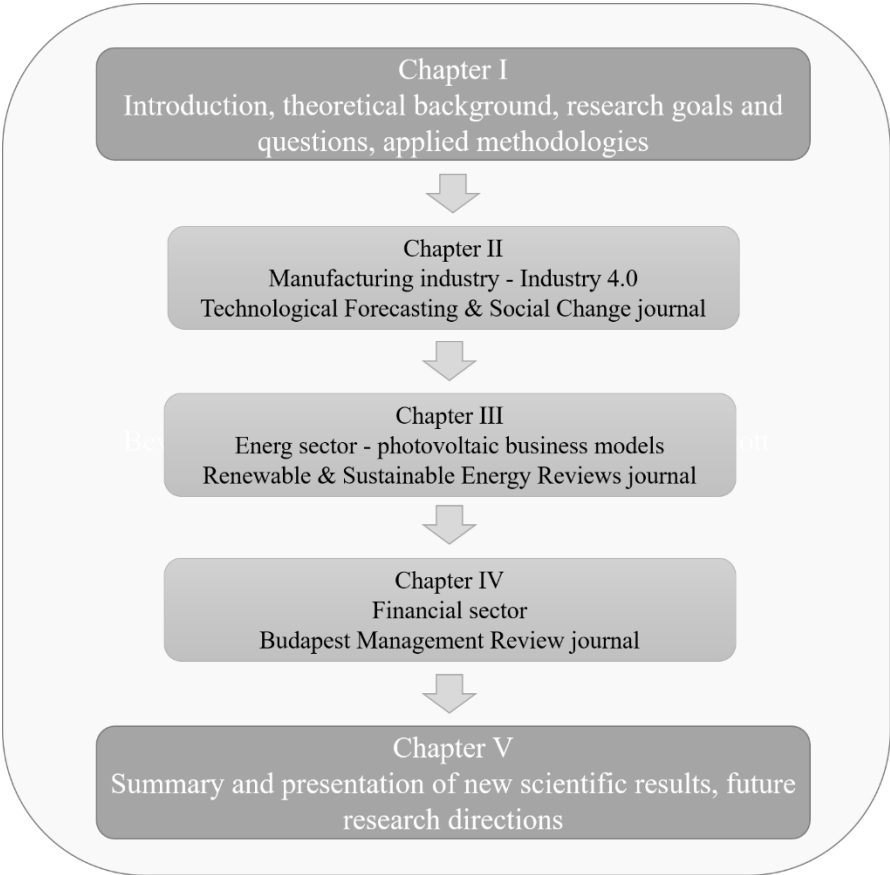 Chapter I
Introduction, theoretical background, research goals and
questions, applied methodologies
Chapter II
Manufacturing industry - Industry 4.0
Technological Forecasting & Social Change journal
Chapter III
Energ sector - photovoltaic business models
Renewable & Sustainable Energy Reviews journal
Chapter IV
Financial sector
Budapest Management Review journal
Chapter V
Summary and presentation of new scientific results, future
research directions